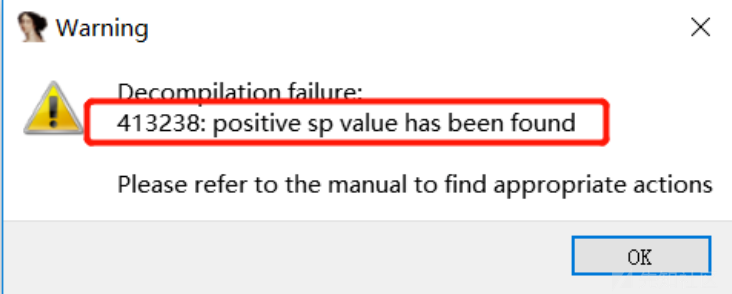 Warning
Decompilation failure:
413238: positive sp value has been found
Please refer to the manual to find appropriate actions
OK